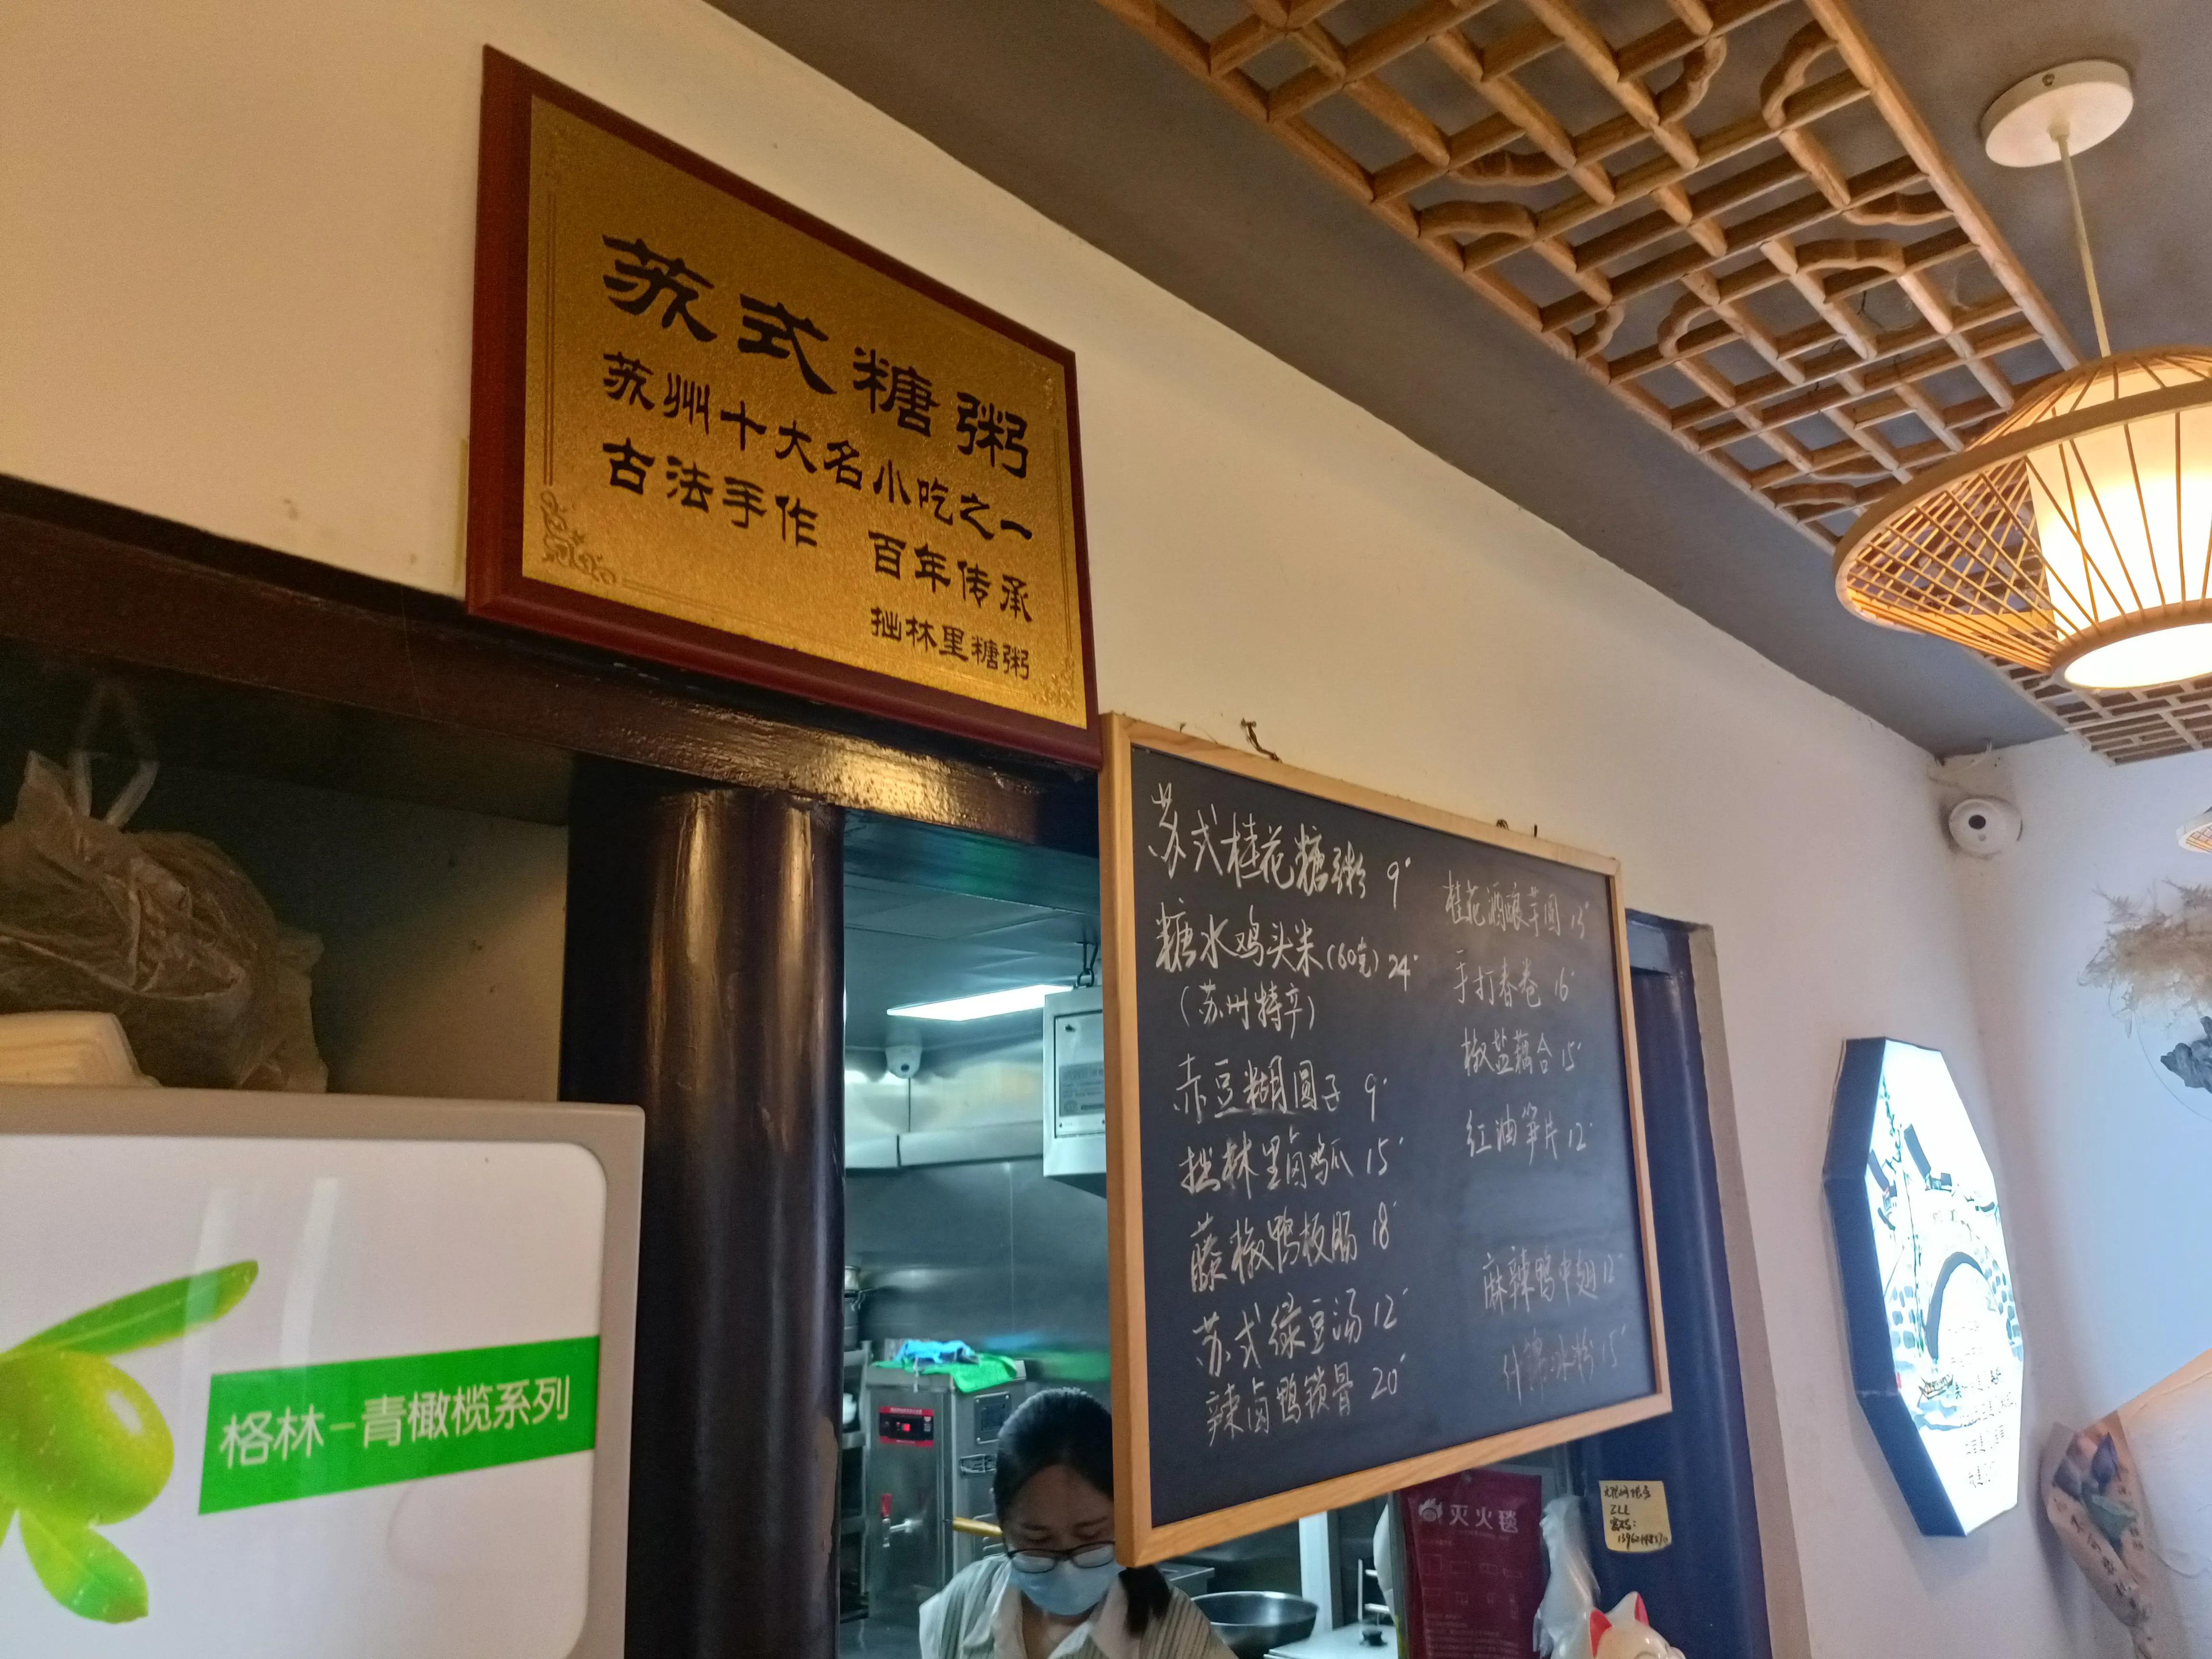 苏式糖粥
苏州十大名小吃之一
古法手作 百年传承
拙林里糖粥
苏式桂花糖粥 9
糖水鸡头米(60克) 24
(苏州特产)
赤豆糊圆子 9
拙林里卤鸡爪 15
藤椒鸭板肠 18
苏式绿豆汤 12
辣卤鸭锁骨 20
桂花酒酿芋圆 15
手打春卷 16
椒盐藕合 15
红油笋片 12
麻辣鸭中翅 12
什锦冰粉 15
格林-青橄榄系列
灭火毯